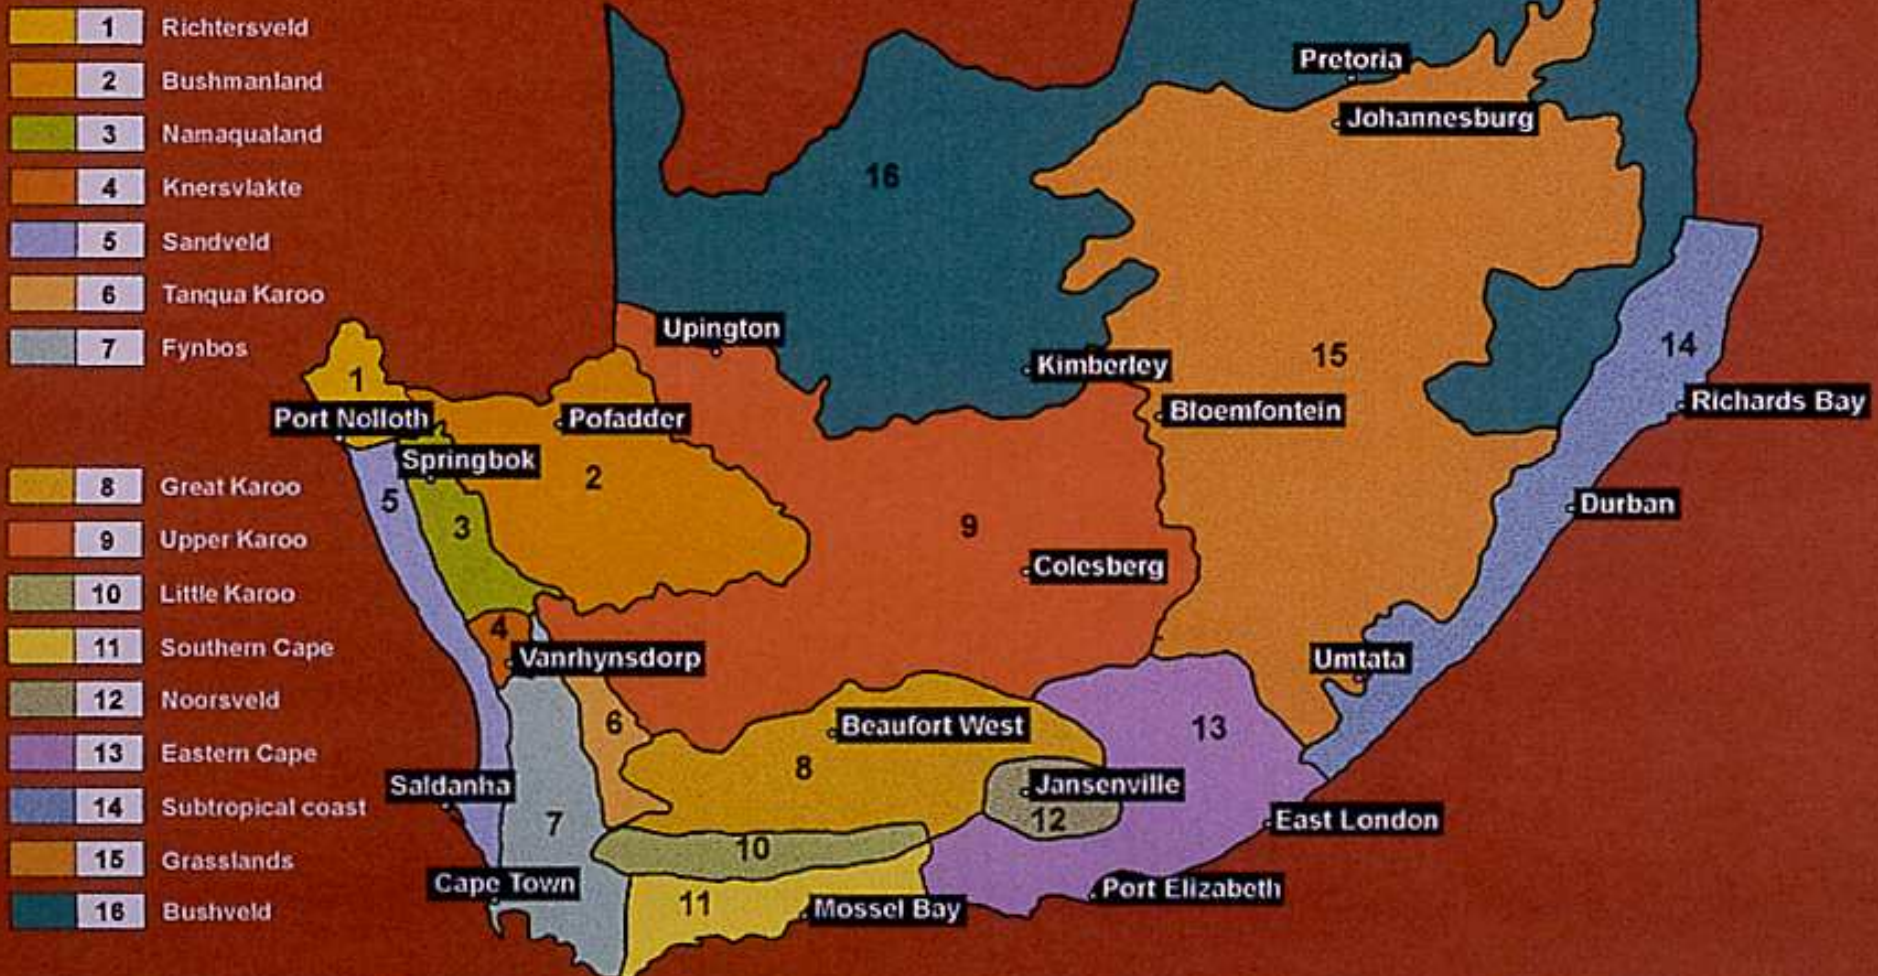 1 Richtersveld
2 Bushmanland
3 Namaqualand
4 Knersvlakte
5 Sandveld
6 Tanqua Karoo
7 Fynbos
8 Great Karoo
9 Upper Karoo
10 Little Karoo
11 Southern Cape
12 Noorsveld
13 Eastern Cape
14 Subtropical coast
15 Grasslands
16 Bushveld
Pretoria
Johannesburg
16
Upington
Kimberley
15
14
1
Port Nolloth
Pofadder
Bloemfontein
Richards Bay
Springbok
2
5
3
9
Durban
Colesberg
4
Vanrhynsdorp
Umtata
6
Beaufort West
13
8
Saldanha
Jansenville
7
12
East London
10
Cape Town
11
Mossel Bay
Port Elizabeth